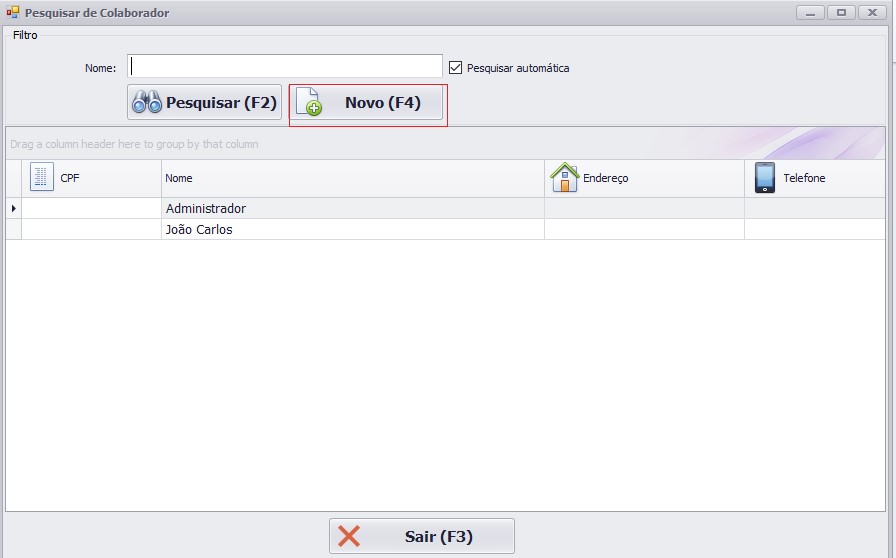 Pesquisar de Colaborador
Filtro
Nome:
Pesquisar automática
Pesquisar (F2)
Novo (F4)
Drag a column header here to group by that column
CPF Nome Endereço Telefone
Administrador
João Carlos
Sair (F3)